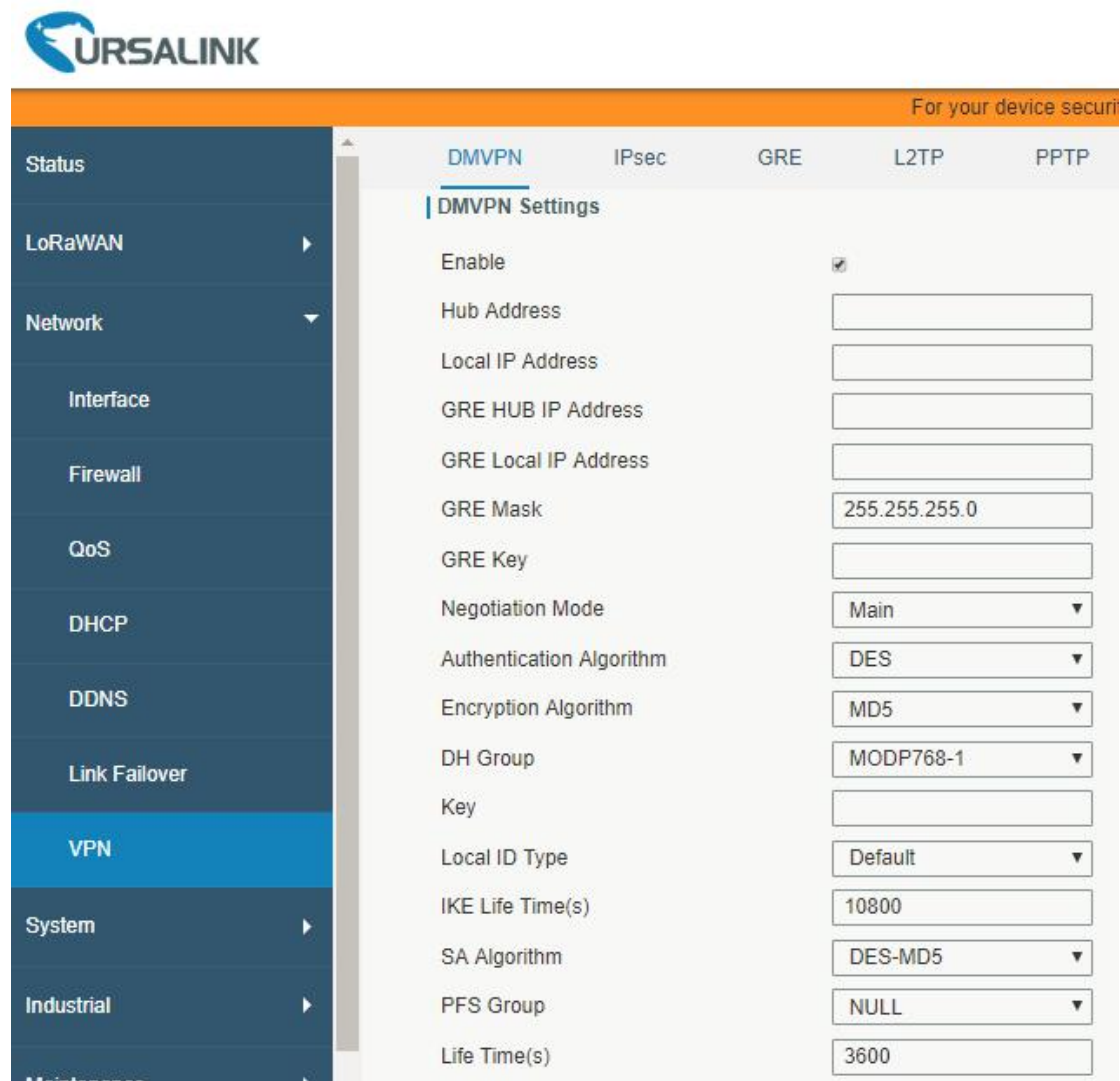 URSALINK
For your device securit
Status
LoRaWAN
Network
Interface
Firewall
QoS
DHCP
DDNS
Link Failover
VPN
System
Industrial
Maintenance
DMVPN IPsec GRE L2TP PPTP
DMVPN Settings
Enable
Hub Address
Local IP Address
GRE HUB IP Address
GRE Local IP Address
GRE Mask 255.255.255.0
GRE Key
Negotiation Mode Main
Authentication Algorithm DES
Encryption Algorithm MD5
DH Group MODP768-1
Key
Local ID Type Default
IKE Life Time(s) 10800
SA Algorithm DES-MD5
PFS Group NULL
Life Time(s) 3600